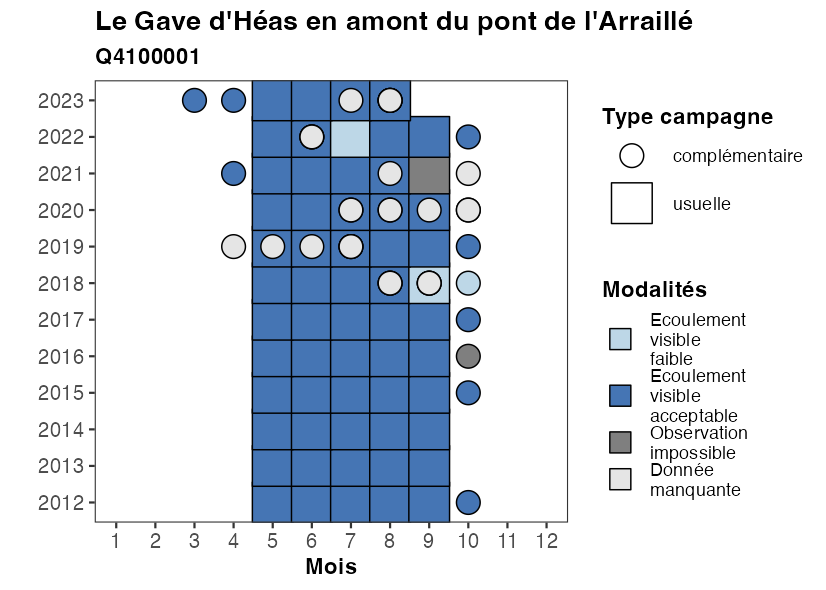 Le Gave d'Héas en amont du pont de l'Arraillé
Q4100001
2023
2022
2021
2020
2019
2018
2017
2016
2015
2014
2013
2012
1 2 3 4 5 6 7 8 9 10 11 12
Mois
Type campagne
complémentaire
usuelle
Modalités
Ecoulement
visible
faible
Ecoulement
visible
acceptable
Observation
impossible
Donnée
manquante